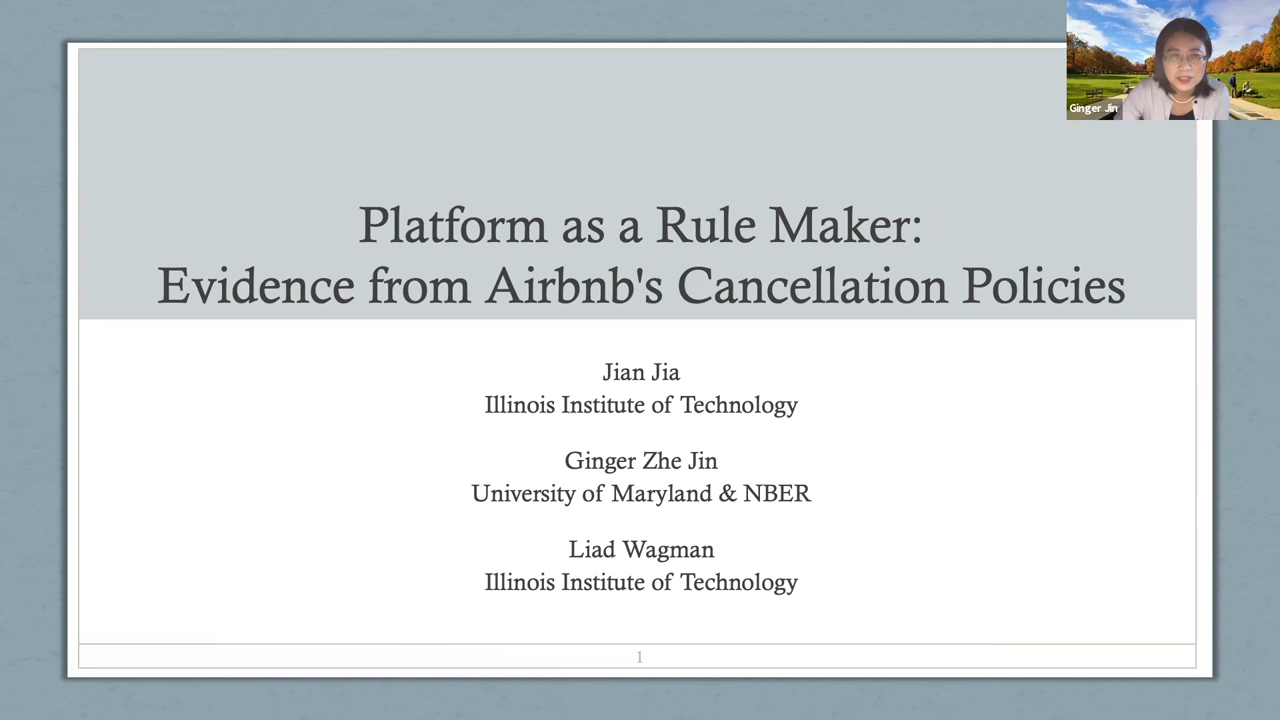 Ginger Jin
Platform as a Rule Maker:
Evidence from Airbnb's Cancellation Policies
Jian Jia
Illinois Institute of Technology
Ginger Zhe Jin
University of Maryland & NBER
Liad Wagman
Illinois Institute of Technology
1